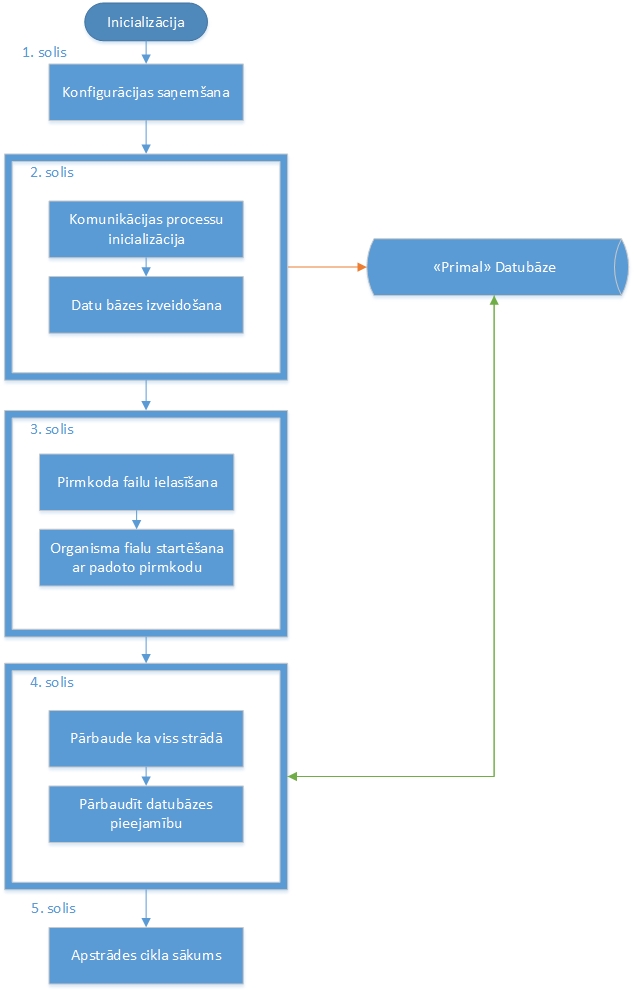 Inicializācija
1. solis
Konfigurācijas saņemšana
2. solis
Komunikācijas processu
inicializācija
«Primal» Datubāze
Datu bāzes izveidošana
3. solis
Pirmkoda failu ielasīšana
Organisma fialu startēšana
ar padoto pirmkodu
4. solis
Pārbaude ka viss strādā
Pārbaudīt datubāzes
pieejamību
5. solis
Apstrādes cikla sākums